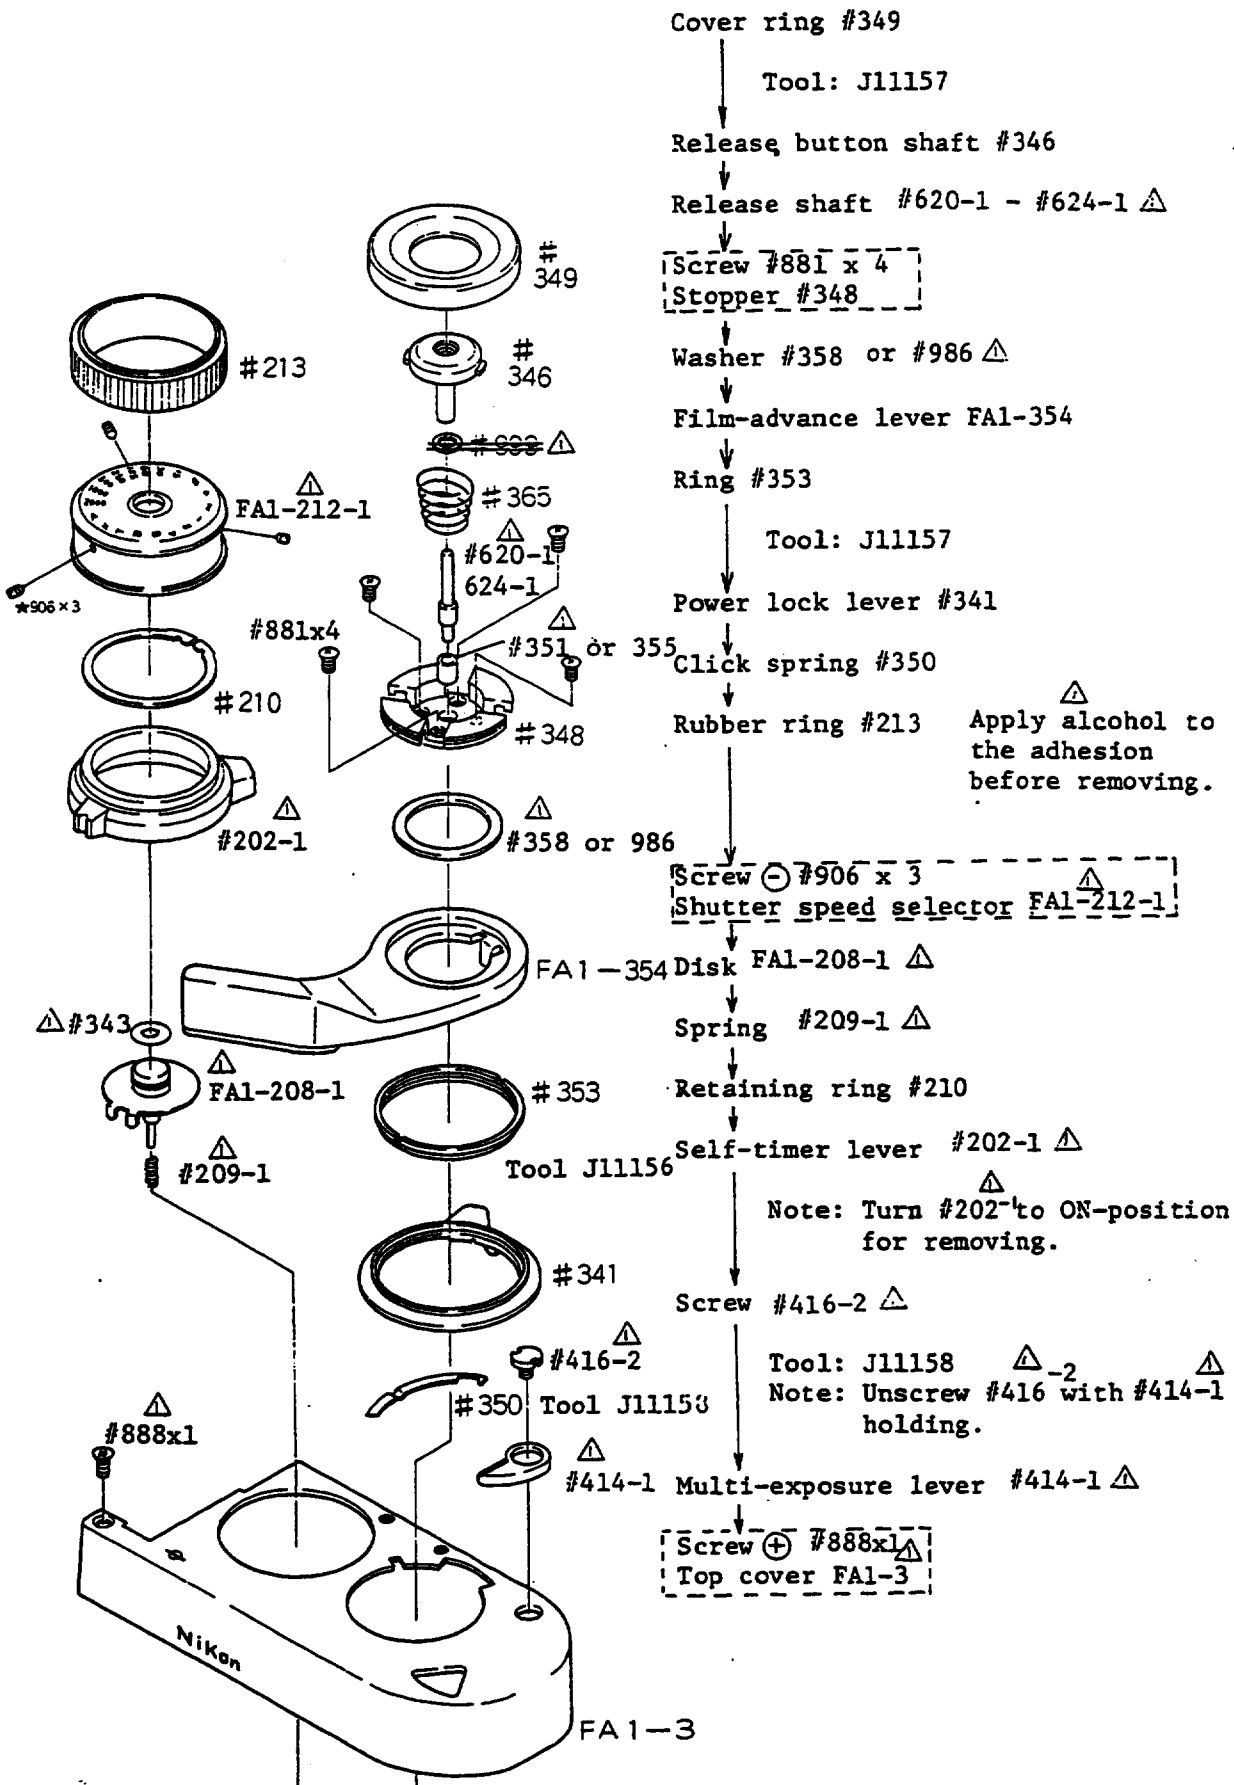 Cover ring #349
Tool: J11157
Release button shaft #346
Release shaft #620-1 - #624-1 ⚠
Screw #881 x 4
Stopper #348
Washer #358 or #986 ⚠
Film-advance lever FA1-354
Ring #353
Tool: J11157
Power lock lever #341
Click spring #350
Rubber ring #213
Apply alcohol to
the adhesion
before removing.
Screw ⊖ #906 x 3
Shutter speed selector FA1-212-1
Disk FA1-208-1
Spring #209-1
Retaining ring #210
Self-timer lever #202-1
Note: Turn #202-1 to ON-position
for removing.
Screw #416-2
Tool: J11158
Note: Unscrew #416-2 with #414-1
holding.
Multi-exposure lever #414-1
Screw ⊕ #888x1
Top cover FA1-3
#
349
#
346
#365
#620-1
624-1
#881x4
#351 or 355
#348
#358 or 986
FA1-354
#353
Tool J11156
#341
#416-2
#350 Tool J11158
#414-1
#213
FA1-212-1
★906×3
#210
#202-1
#343
FA1-208-1
#209-1
#888x1
Nikon
FA1-3